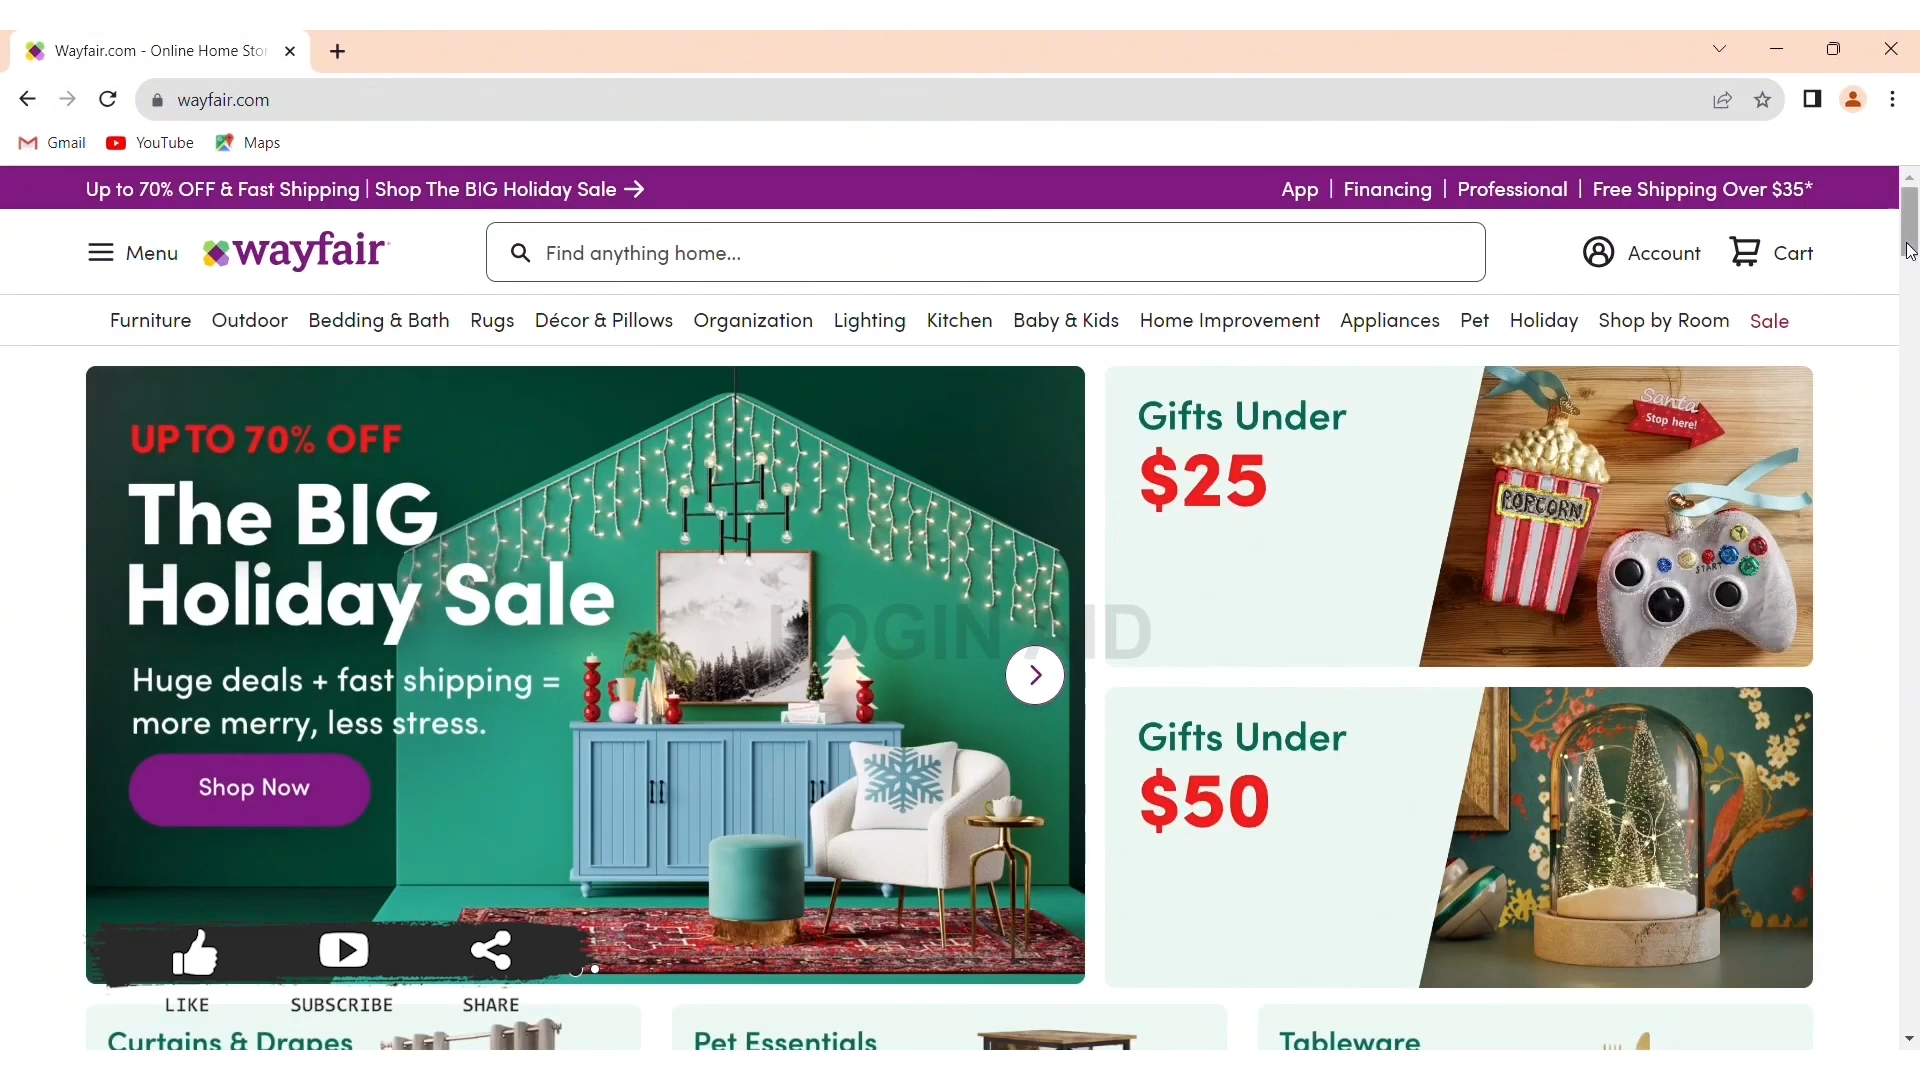 Wayfair.com - Online Home Stor
wayfair.com
Gmail YouTube Maps
Up to 70% OFF & Fast Shipping | Shop The BIG Holiday Sale →
App | Financing | Professional | Free Shipping Over $35*
Menu
wayfair
Find anything home...
Account
Cart
Furniture Outdoor Bedding & Bath Rugs Décor & Pillows Organization Lighting Kitchen Baby & Kids Home Improvement Appliances Pet Holiday Shop by Room Sale
UP TO 70% OFF
The BIG
Holiday Sale
Huge deals + fast shipping =
more merry, less stress.
Shop Now
Gifts Under
$25
Santa
Stop here!
POPCORN
START
LOGIN AID
Gifts Under
$50
LIKE SUBSCRIBE SHARE
Curtains & Drapes
Pet Essentials
Tableware